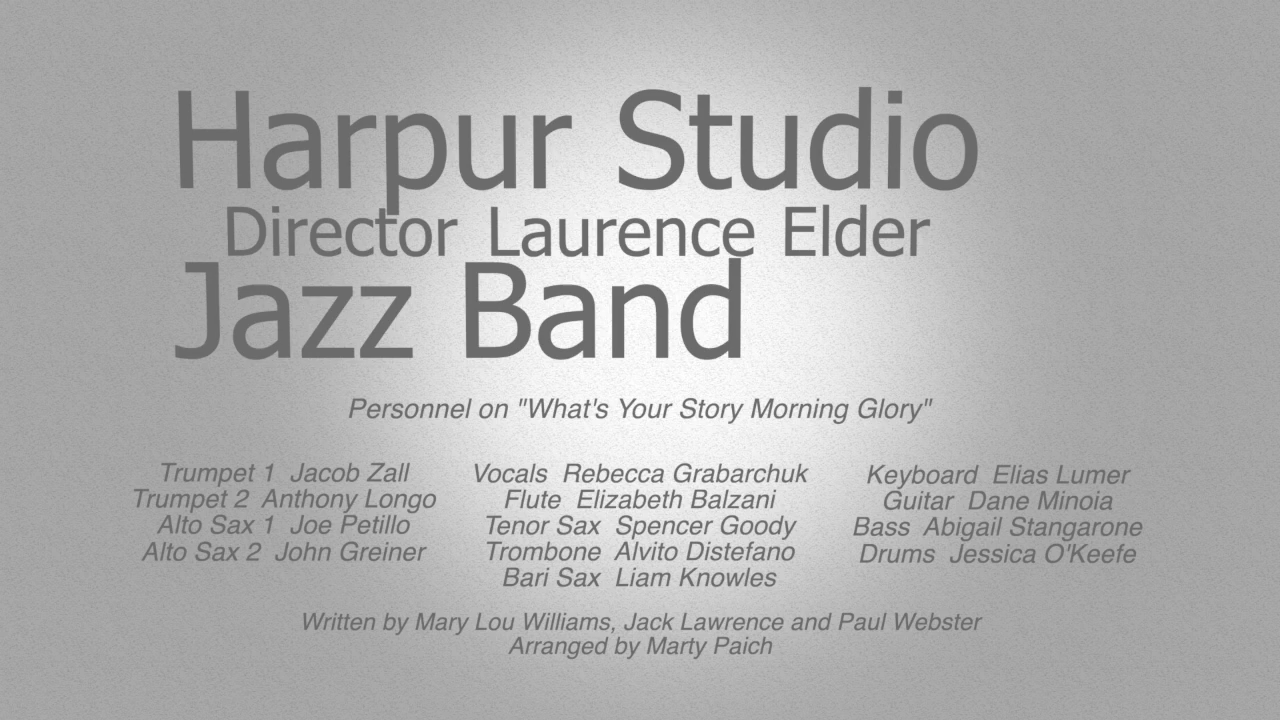 Harpur Studio
Director Laurence Elder
Jazz Band
Personnel on "What's Your Story Morning Glory"
Trumpet 1 Jacob Zall
Trumpet 2 Anthony Longo
Alto Sax 1 Joe Petillo
Alto Sax 2 John Greiner
Vocals Rebecca Grabarchuk
Flute Elizabeth Balzani
Tenor Sax Spencer Goody
Trombone Alvito Distefano
Bari Sax Liam Knowles
Keyboard Elias Lumer
Guitar Dane Minoia
Bass Abigail Stangarone
Drums Jessica O'Keefe
Written by Mary Lou Williams, Jack Lawrence and Paul Webster
Arranged by Marty Paich